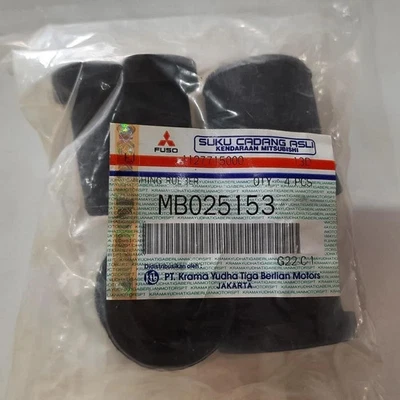 FUSO
SUKU CADANG ASLI
KENDARAAN MITSUBISHI
QTY. 4 PCS
MB025153
G22-C-1
Didistribusikan oleh:
PT. Krama Yudha Tiga Berlian Motors
JAKARTA